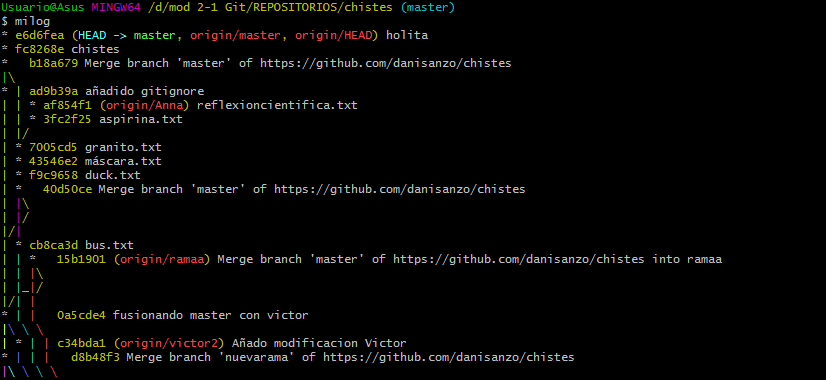 Usuario@Asus MINGW64 /d/mod 2-1 Git/REPOSITORIOS/chistes (master)
$ milog
* e6d6fea (HEAD -> master, origin/master, origin/HEAD) holita
* fc8268e chistes
*   b18a679 Merge branch 'master' of https://github.com/danisanzo/chistes
|\
* | ad9b39a añadido gitignore
| | * af854f1 (origin/Anna) reflexioncientifica.txt
| | * 3fc2f25 aspirina.txt
| |/
| * 7005cd5 granito.txt
| * 43546e2 máscara.txt
| * f9c9658 duck.txt
| *   40d50ce Merge branch 'master' of https://github.com/danisanzo/chistes
| |\
| |/
|/|
| * cb8ca3d bus.txt
| | *   15b1901 (origin/ramaa) Merge branch 'master' of https://github.com/danisanzo/chistes into ramaa
| | |\
| |_|/
|/| |
* | |   0a5cde4 fusionando master con victor
|\ \ \
| * | | c34bda1 (origin/victor2) Añado modificacion Victor
* | | |   d8b48f3 Merge branch 'nuevarama' of https://github.com/danisanzo/chistes
|\ \ \ \